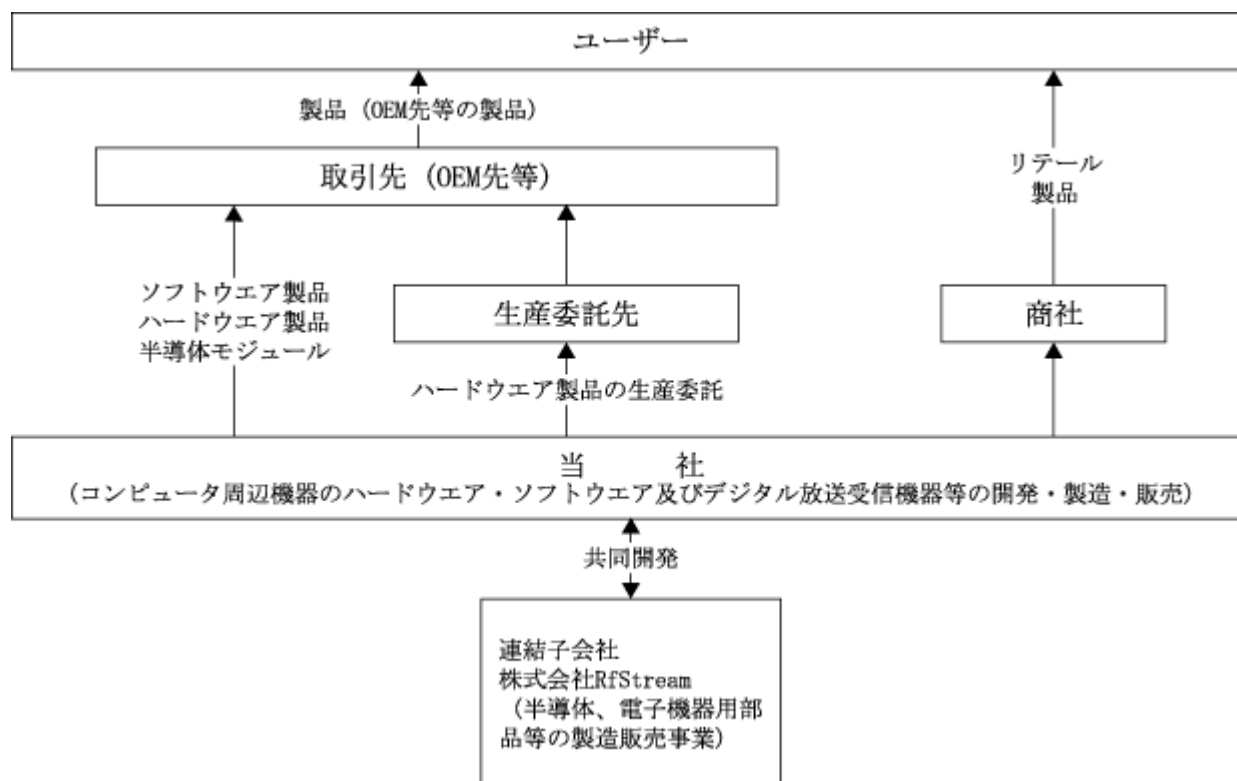 ユーザー
製品 (OEM先等の製品)
取引先 (OEM先等)
リテール
製品
ソフトウエア製品
ハードウエア製品
半導体モジュール
生産委託先
商社
ハードウエア製品の生産委託
当　　　社
(コンピュータ周辺機器のハードウエア・ソフトウエア及びデジタル放送受信機器等の開発・製造・販売)
共同開発
連結子会社
株式会社RfStream
(半導体、電子機器用部
品等の製造販売事業)